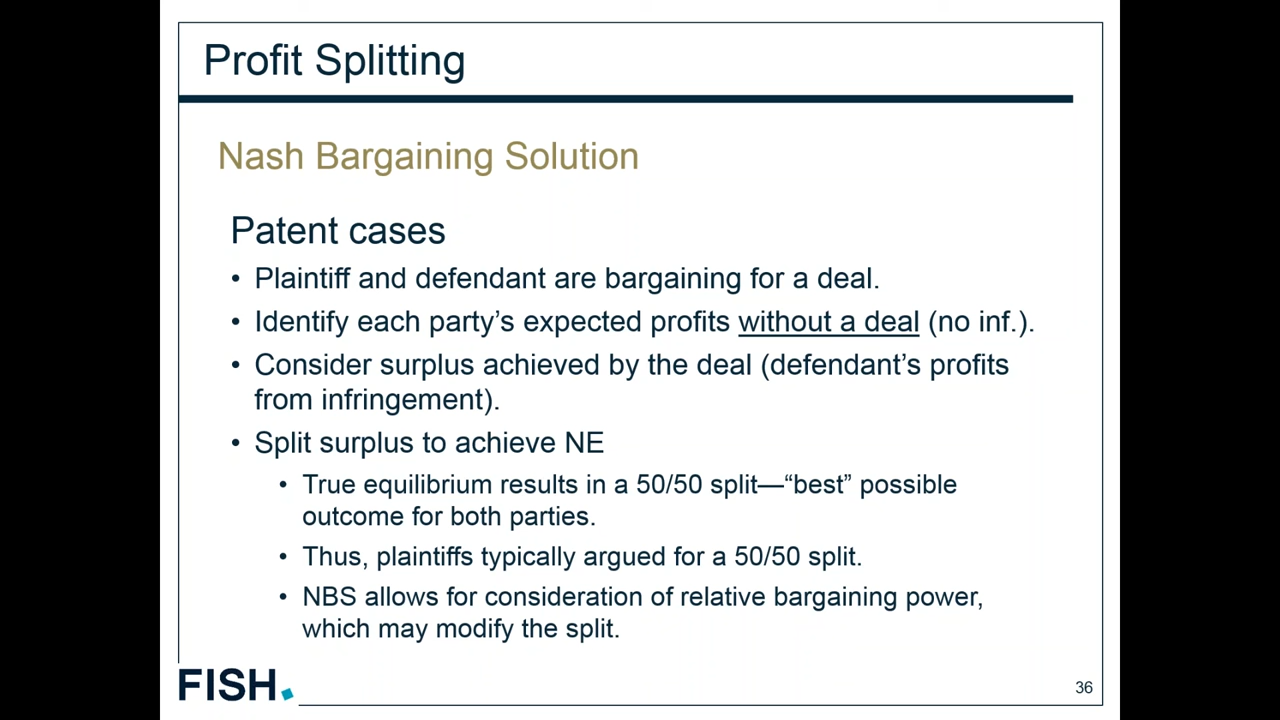 Profit Splitting
Nash Bargaining Solution
Patent cases
• Plaintiff and defendant are bargaining for a deal.
• Identify each party’s expected profits without a deal (no inf.).
• Consider surplus achieved by the deal (defendant’s profits
from infringement).
• Split surplus to achieve NE
• True equilibrium results in a 50/50 split—“best” possible
outcome for both parties.
• Thus, plaintiffs typically argued for a 50/50 split.
• NBS allows for consideration of relative bargaining power,
which may modify the split.
FISH.
36